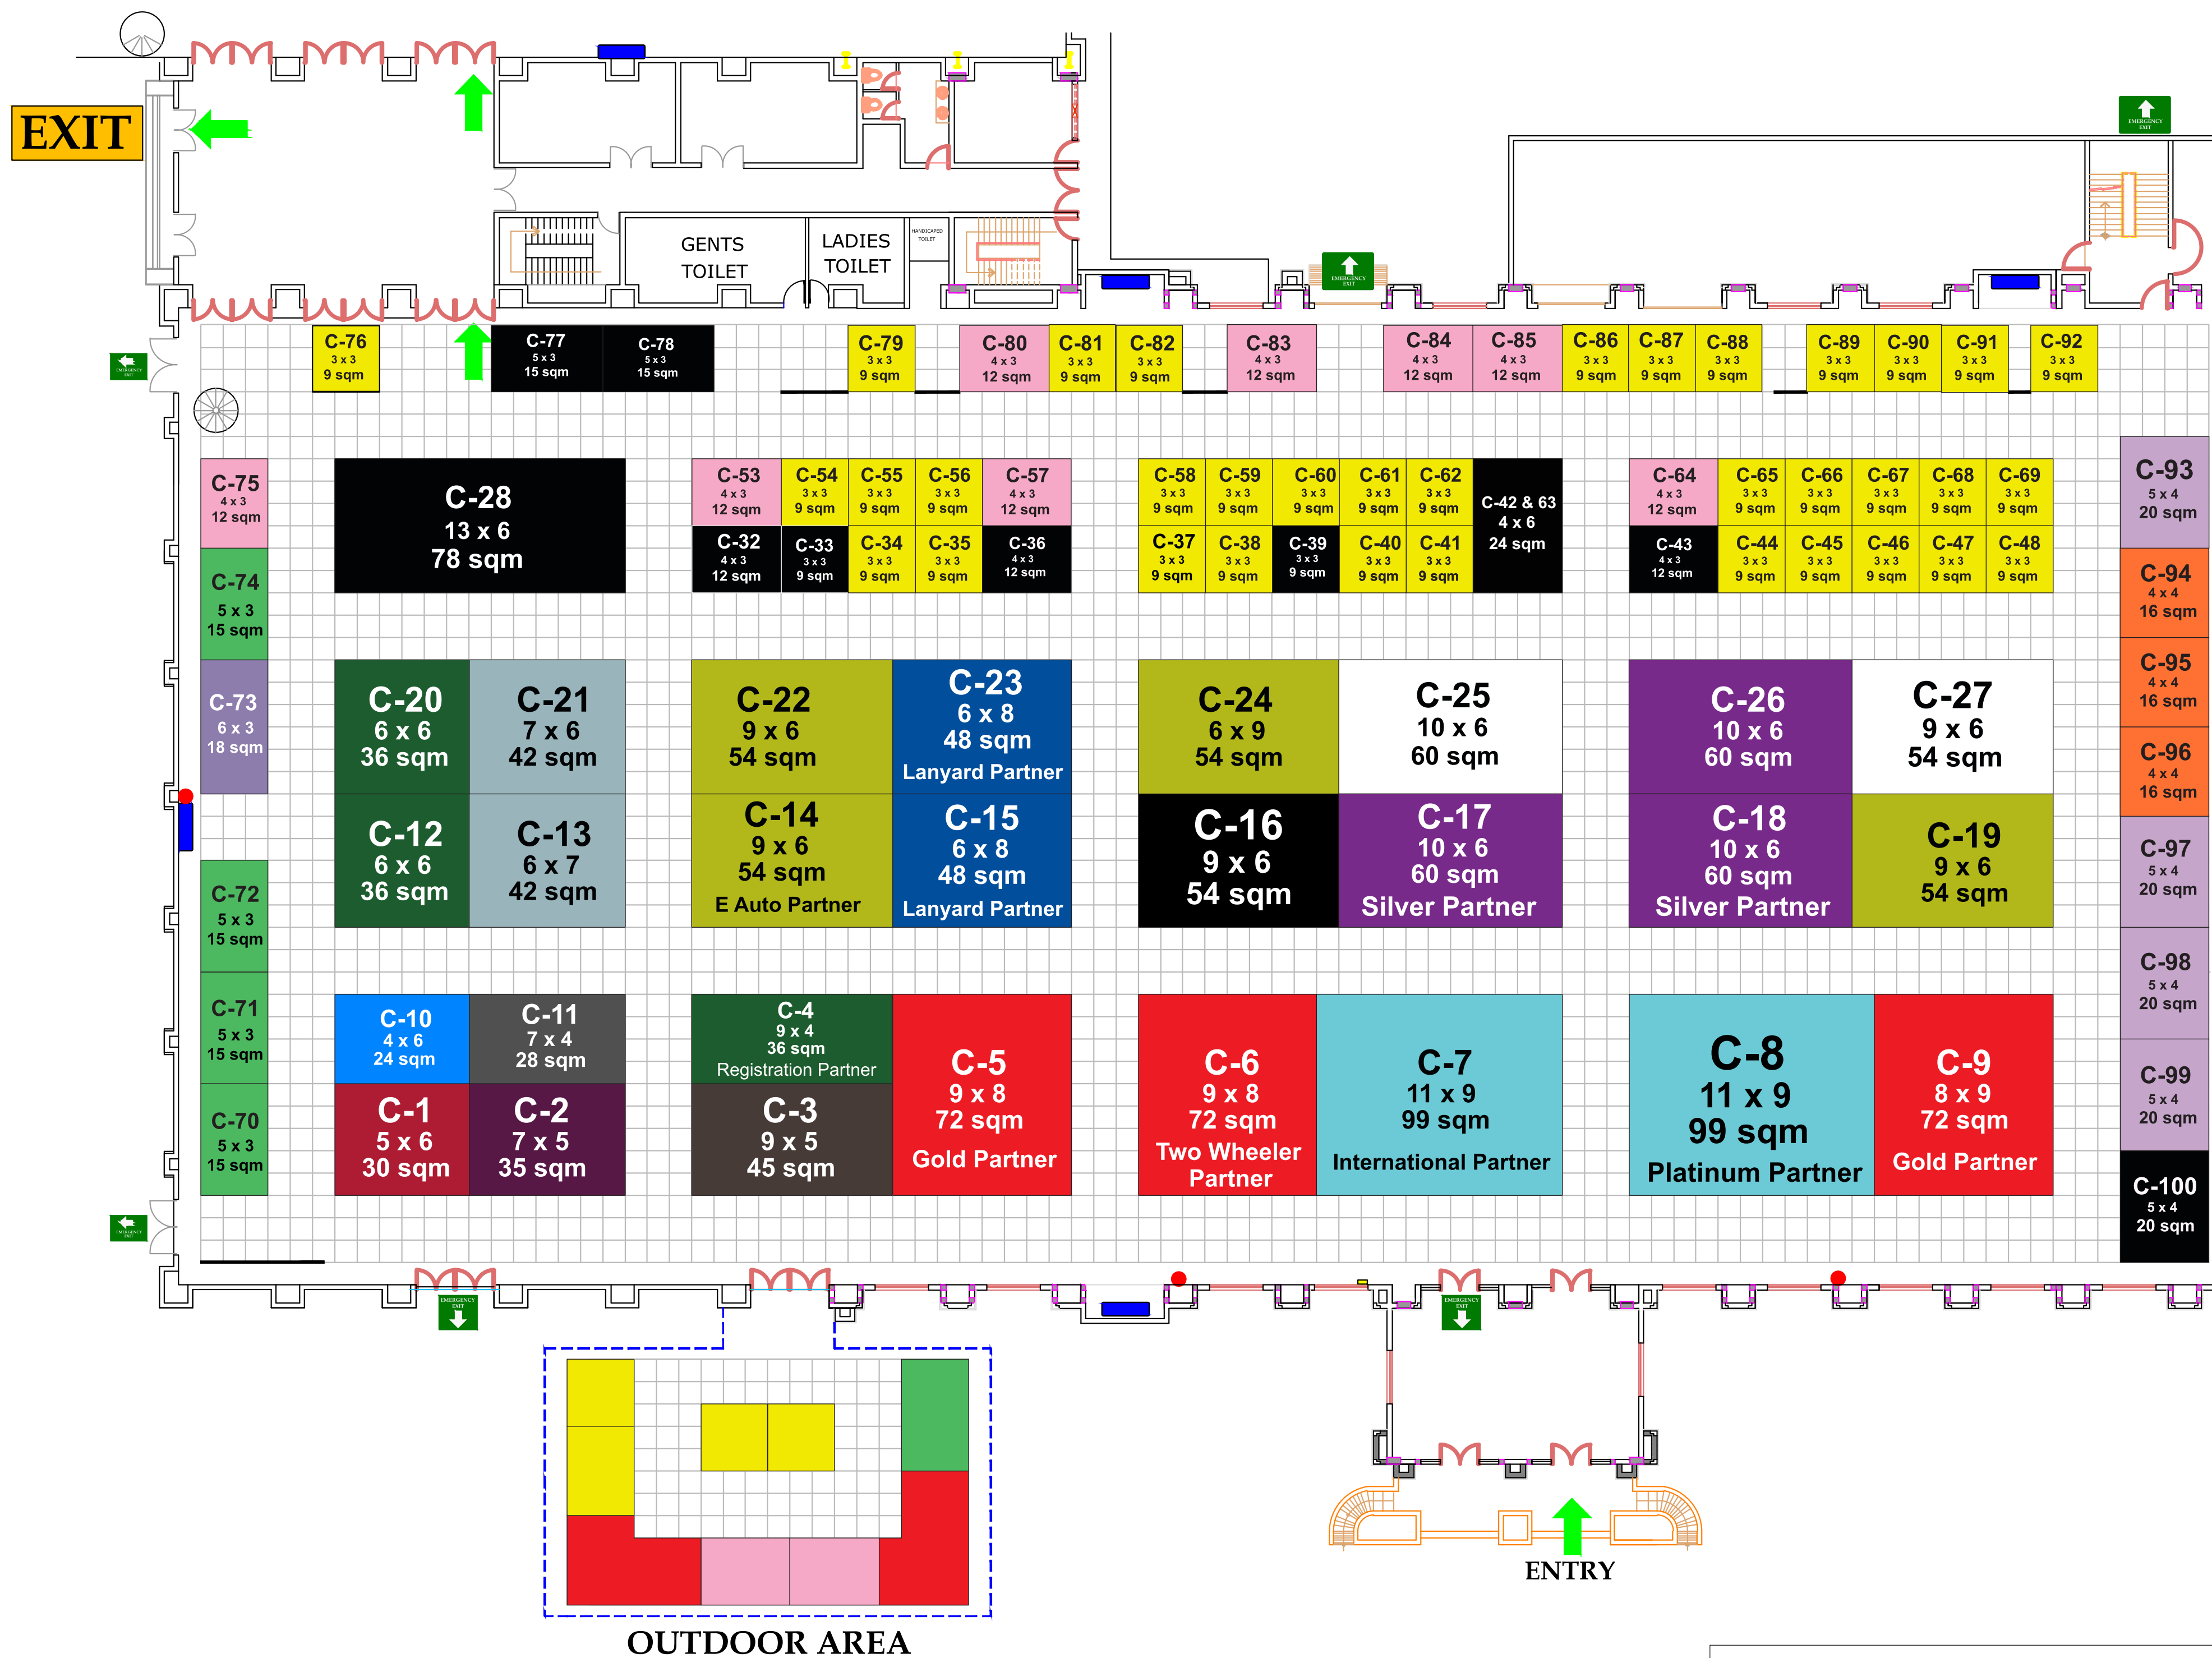 EMERGENCY
EXIT
EXIT
GENTS
TOILET
LADIES
TOILET
HANDICAPED
TOILET
EMERGENCY
EXIT
EMERGENCY
EXIT
C-76
3 x 3
9 sqm
C-77
5 x 3
15 sqm
C-78
5 x 3
15 sqm
C-79
3 x 3
9 sqm
C-80
4 x 3
12 sqm
C-81
3 x 3
9 sqm
C-82
3 x 3
9 sqm
C-83
4 x 3
12 sqm
C-84
4 x 3
12 sqm
C-85
4 x 3
12 sqm
C-86
3 x 3
9 sqm
C-87
3 x 3
9 sqm
C-88
3 x 3
9 sqm
C-89
3 x 3
9 sqm
C-90
3 x 3
9 sqm
C-91
3 x 3
9 sqm
C-92
3 x 3
9 sqm
C-75
4 x 3
12 sqm
C-28
13 x 6
78 sqm
C-53
4 x 3
12 sqm
C-54
3 x 3
9 sqm
C-55
3 x 3
9 sqm
C-56
3 x 3
9 sqm
C-57
4 x 3
12 sqm
C-58
3 x 3
9 sqm
C-59
3 x 3
9 sqm
C-60
3 x 3
9 sqm
C-61
3 x 3
9 sqm
C-62
3 x 3
9 sqm
C-42 & 63
4 x 6
24 sqm
C-64
4 x 3
12 sqm
C-65
3 x 3
9 sqm
C-66
3 x 3
9 sqm
C-67
3 x 3
9 sqm
C-68
3 x 3
9 sqm
C-69
3 x 3
9 sqm
C-93
5 x 4
20 sqm
C-32
4 x 3
12 sqm
C-33
3 x 3
9 sqm
C-34
3 x 3
9 sqm
C-35
3 x 3
9 sqm
C-36
4 x 3
12 sqm
C-37
3 x 3
9 sqm
C-38
3 x 3
9 sqm
C-39
3 x 3
9 sqm
C-40
3 x 3
9 sqm
C-41
3 x 3
9 sqm
C-43
4 x 3
12 sqm
C-44
3 x 3
9 sqm
C-45
3 x 3
9 sqm
C-46
3 x 3
9 sqm
C-47
3 x 3
9 sqm
C-48
3 x 3
9 sqm
C-74
5 x 3
15 sqm
C-94
4 x 4
16 sqm
C-73
6 x 3
18 sqm
C-20
6 x 6
36 sqm
C-21
7 x 6
42 sqm
C-22
9 x 6
54 sqm
C-23
6 x 8
48 sqm
Lanyard Partner
C-24
6 x 9
54 sqm
C-25
10 x 6
60 sqm
C-26
10 x 6
60 sqm
C-27
9 x 6
54 sqm
C-95
4 x 4
16 sqm
C-96
4 x 4
16 sqm
C-12
6 x 6
36 sqm
C-13
6 x 7
42 sqm
C-14
9 x 6
54 sqm
E Auto Partner
C-15
6 x 8
48 sqm
Lanyard Partner
C-16
9 x 6
54 sqm
C-17
10 x 6
60 sqm
Silver Partner
C-18
10 x 6
60 sqm
Silver Partner
C-19
9 x 6
54 sqm
C-97
5 x 4
20 sqm
C-72
5 x 3
15 sqm
C-98
5 x 4
20 sqm
C-71
5 x 3
15 sqm
C-10
4 x 6
24 sqm
C-11
7 x 4
28 sqm
C-4
9 x 4
36 sqm
Registration Partner
C-5
9 x 8
72 sqm
Gold Partner
C-6
9 x 8
72 sqm
Two Wheeler
Partner
C-7
11 x 9
99 sqm
International Partner
C-8
11 x 9
99 sqm
Platinum Partner
C-9
8 x 9
72 sqm
Gold Partner
C-99
5 x 4
20 sqm
C-70
5 x 3
15 sqm
C-1
5 x 6
30 sqm
C-2
7 x 5
35 sqm
C-3
9 x 5
45 sqm
C-100
5 x 4
20 sqm
EMERGENCY
EXIT
EMERGENCY
EXIT
EMERGENCY
EXIT
ENTRY
OUTDOOR AREA